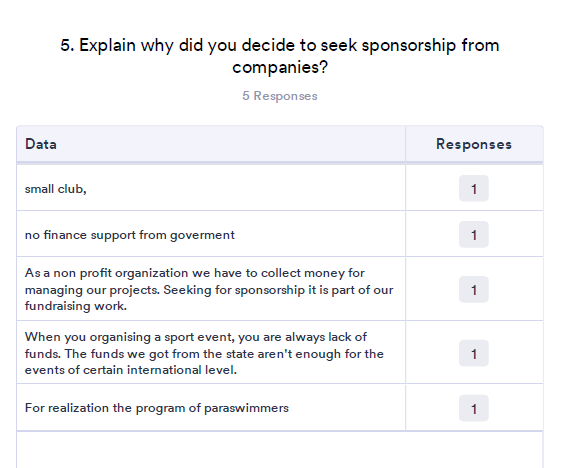 5. Explain why did you decide to seek sponsorship from
companies?
5 Responses
Data
Responses
small club,
1
no finance support from goverment
1
As a non profit organization we have to collect money for
managing our projects. Seeking for sponsorship it is part of our
fundraising work.
1
When you organising a sport event, you are always lack of
funds. The funds we got from the state aren't enough for the
events of certain international level.
1
For realization the program of paraswimmers
1